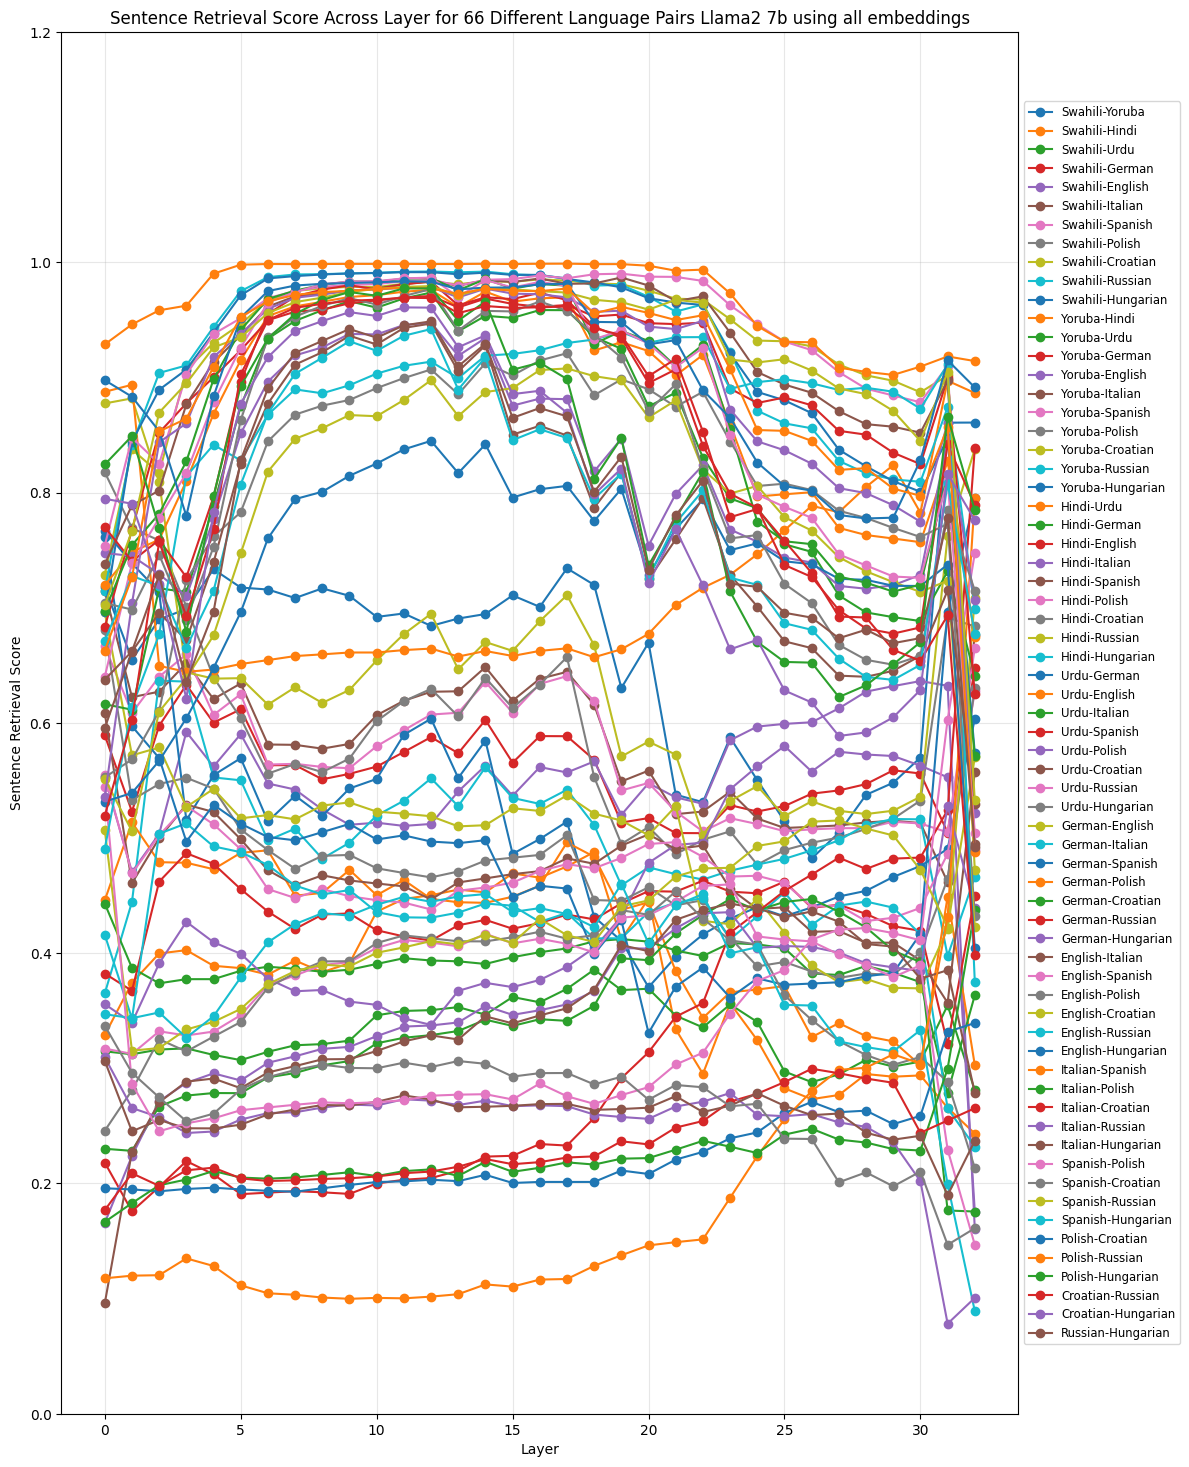 Sentence Retrieval Score Across Layer for 66 Different Language Pairs Llama2 7b using all embeddings
1.2
1.0
0.8
0.6
0.4
0.2
0.0
Sentence Retrieval Score
0 5 10 15 20 25 30
Layer
Swahili-Yoruba
Swahili-Hindi
Swahili-Urdu
Swahili-German
Swahili-English
Swahili-Italian
Swahili-Spanish
Swahili-Polish
Swahili-Croatian
Swahili-Russian
Swahili-Hungarian
Yoruba-Hindi
Yoruba-Urdu
Yoruba-German
Yoruba-English
Yoruba-Italian
Yoruba-Spanish
Yoruba-Polish
Yoruba-Croatian
Yoruba-Russian
Yoruba-Hungarian
Hindi-Urdu
Hindi-German
Hindi-English
Hindi-Italian
Hindi-Spanish
Hindi-Polish
Hindi-Croatian
Hindi-Russian
Hindi-Hungarian
Urdu-German
Urdu-English
Urdu-Italian
Urdu-Spanish
Urdu-Polish
Urdu-Croatian
Urdu-Russian
Urdu-Hungarian
German-English
German-Italian
German-Spanish
German-Polish
German-Croatian
German-Russian
German-Hungarian
English-Italian
English-Spanish
English-Polish
English-Croatian
English-Russian
English-Hungarian
Italian-Spanish
Italian-Polish
Italian-Croatian
Italian-Russian
Italian-Hungarian
Spanish-Polish
Spanish-Croatian
Spanish-Russian
Spanish-Hungarian
Polish-Croatian
Polish-Russian
Polish-Hungarian
Croatian-Russian
Croatian-Hungarian
Russian-Hungarian